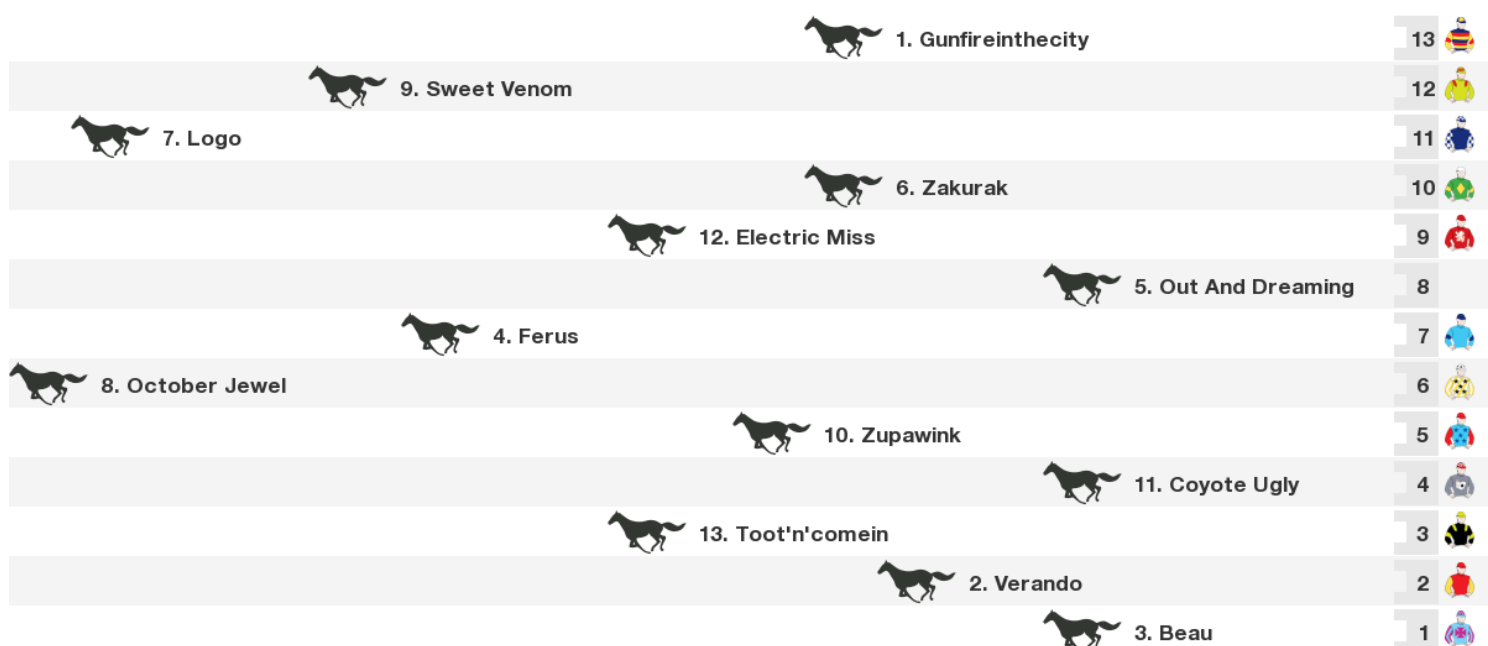 1. Gunfireinthecity 13
9. Sweet Venom 12
7. Logo 11
6. Zakurak 10
12. Electric Miss 9
5. Out And Dreaming 8
4. Ferus 7
8. October Jewel 6
10. Zupawink 5
11. Coyote Ugly 4
13. Toot'n'comein 3
2. Verando 2
3. Beau 1